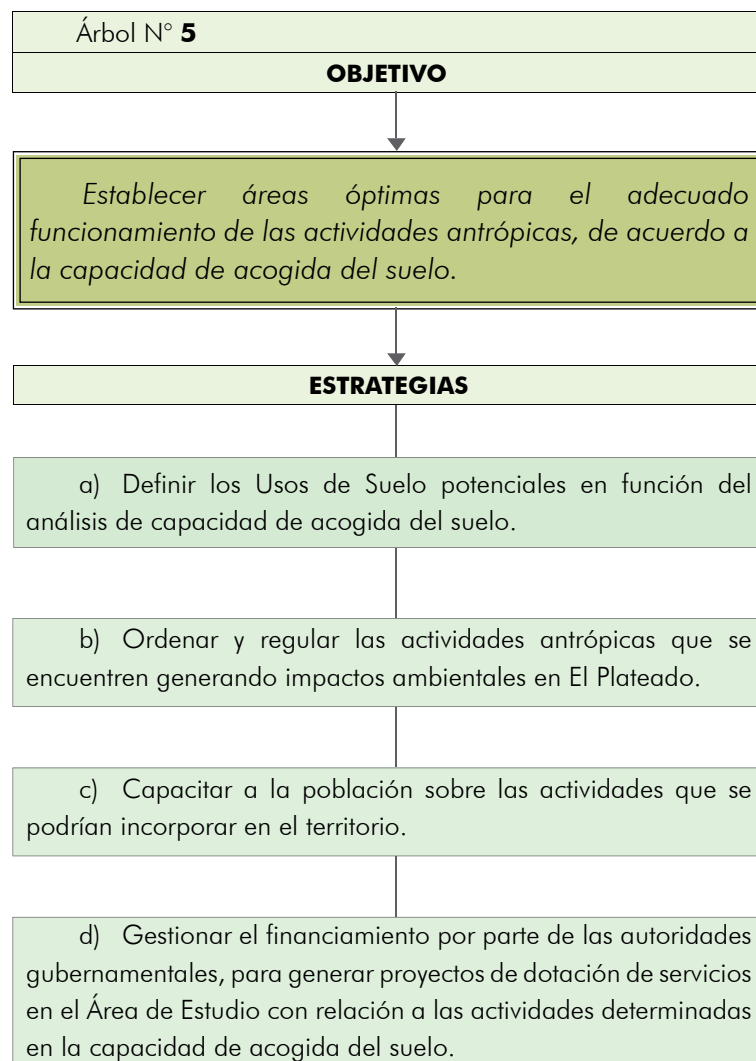 Árbol N° 5
OBJETIVO
Establecer áreas óptimas para el adecuado
funcionamiento de las actividades antrópicas, de acuerdo a
la capacidad de acogida del suelo.
ESTRATEGIAS
a) Definir los Usos de Suelo potenciales en función del
análisis de capacidad de acogida del suelo.
b) Ordenar y regular las actividades antrópicas que se
encuentren generando impactos ambientales en El Plateado.
c) Capacitar a la población sobre las actividades que se
podrían incorporar en el territorio.
d) Gestionar el financiamiento por parte de las autoridades
gubernamentales, para generar proyectos de dotación de servicios
en el Área de Estudio con relación a las actividades determinadas
en la capacidad de acogida del suelo.